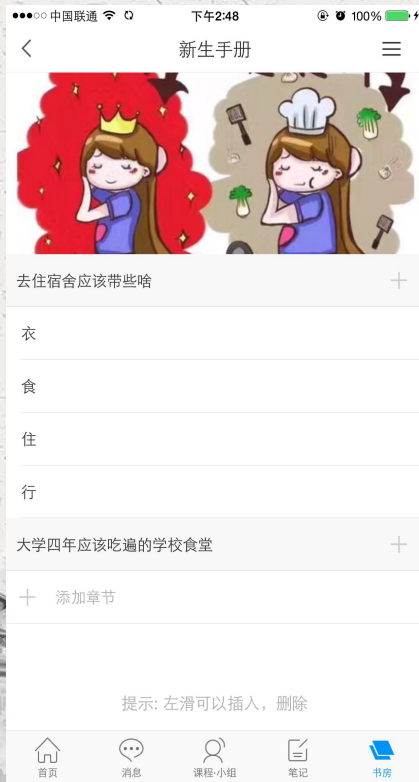 中国联通 下午2:48 100%
新生手册
去住宿舍应该带些啥
衣
食
住
行
大学四年应该吃遍的学校食堂
添加章节
提示: 左滑可以插入，删除
首页 消息 课程·小组 笔记 书房